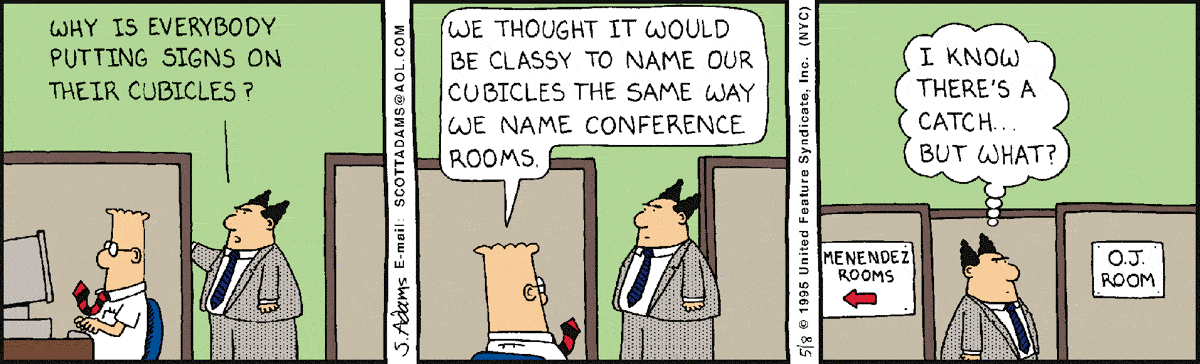 WHY IS EVERYBODY
PUTTING SIGNS ON
THEIR CUBICLES?
S. Adams E-mail: SCOTTADAMS@AOL.COM
WE THOUGHT IT WOULD
BE CLASSY TO NAME OUR
CUBICLES THE SAME WAY
WE NAME CONFERENCE
ROOMS.
5/8 © 1995 United Feature Syndicate, Inc. (NYC)
I KNOW
THERE'S A
CATCH...
BUT WHAT?
MENENDEZ
ROOMS
O.J.
ROOM